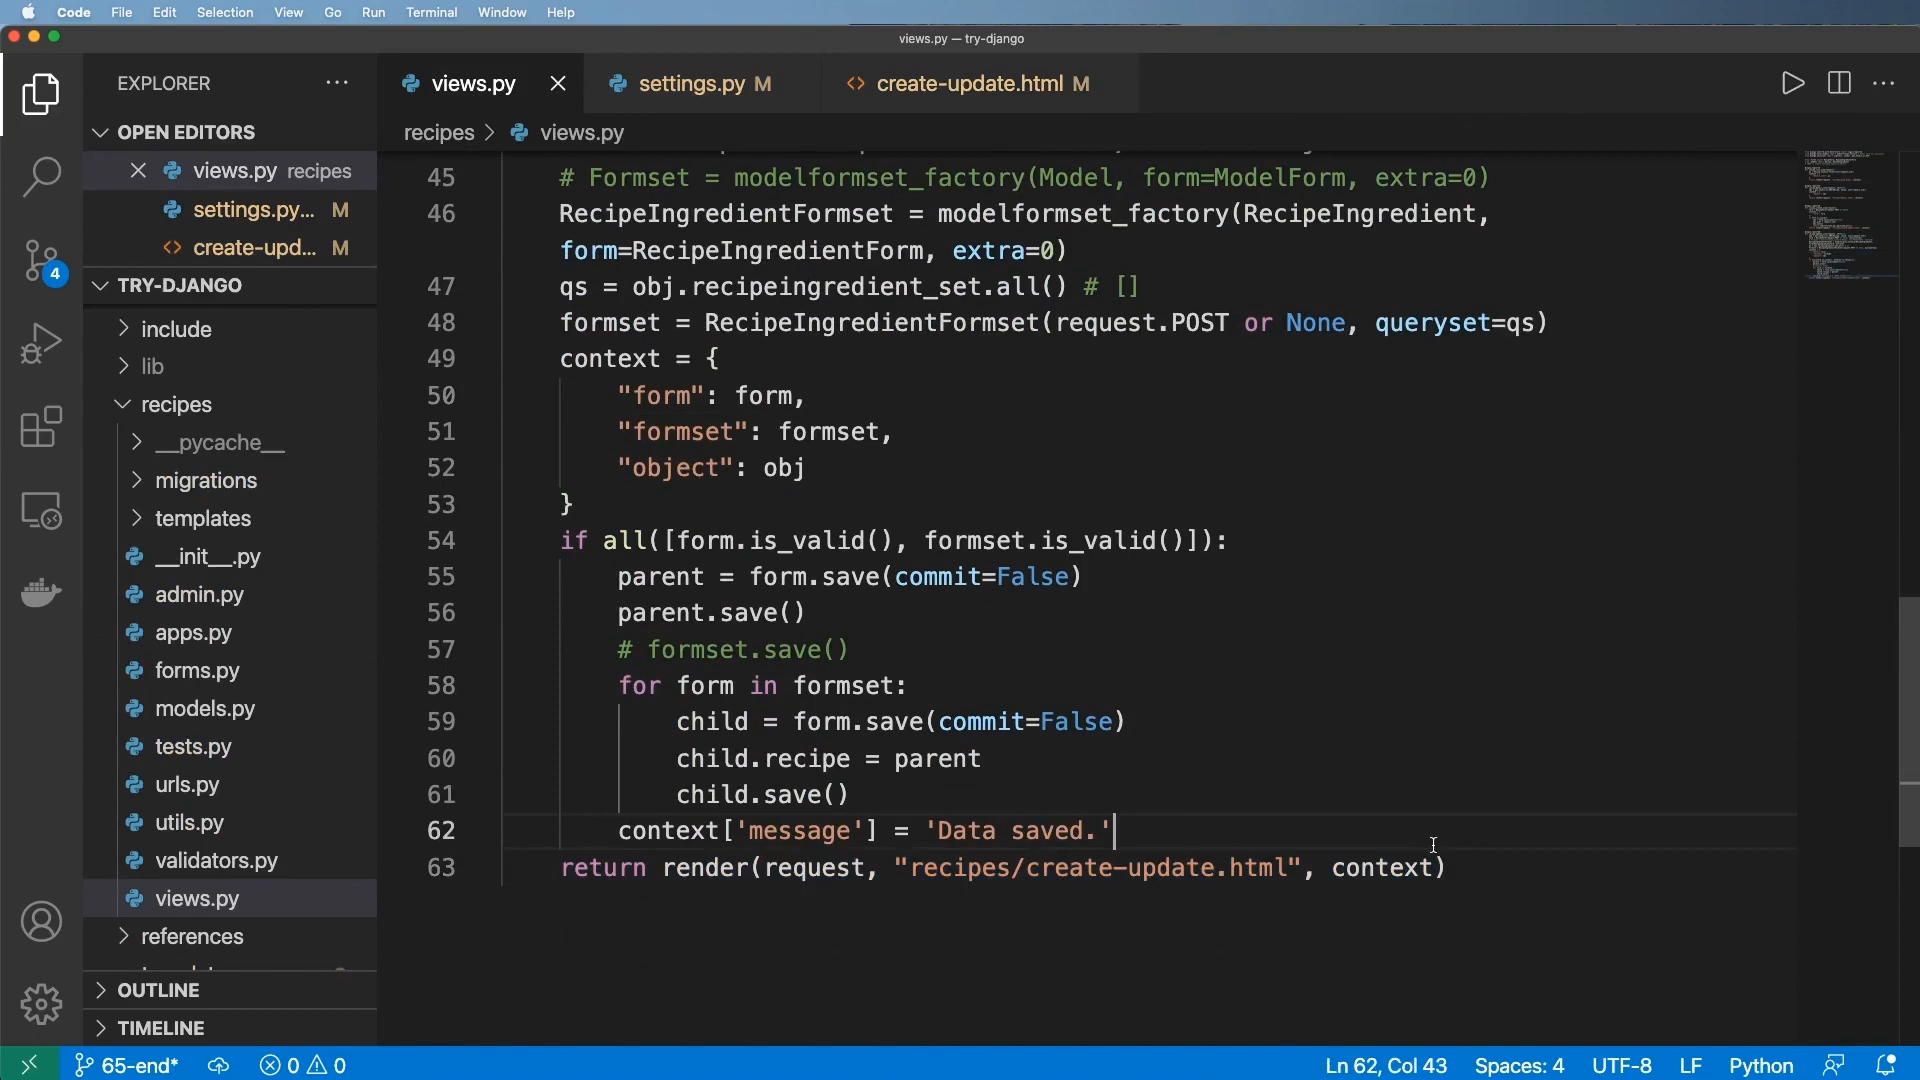 Code File Edit Selection View Go Run Terminal Window Help
views.py — try-django
EXPLORER
OPEN EDITORS
views.py recipes
settings.py... M
create-upd... M
TRY-DJANGO
include
lib
recipes
__pycache__
migrations
templates
__init__.py
admin.py
apps.py
forms.py
models.py
tests.py
urls.py
utils.py
validators.py
views.py
references
OUTLINE
TIMELINE
4
views.py
settings.py M
create-update.html M
recipes > views.py
45 # Formset = modelformset_factory(Model, form=ModelForm, extra=0)
46 RecipeIngredientFormset = modelformset_factory(RecipeIngredient,
form=RecipeIngredientForm, extra=0)
47 qs = obj.recipeingredient_set.all() # []
48 formset = RecipeIngredientFormset(request.POST or None, queryset=qs)
49 context = {
50 "form": form,
51 "formset": formset,
52 "object": obj
53 }
54 if all([form.is_valid(), formset.is_valid()]):
55 parent = form.save(commit=False)
56 parent.save()
57 # formset.save()
58 for form in formset:
59 child = form.save(commit=False)
60 child.recipe = parent
61 child.save()
62 context['message'] = 'Data saved.'
63 return render(request, "recipes/create-update.html", context)
65-end* 0 0 Ln 62, Col 43 Spaces: 4 UTF-8 LF Python